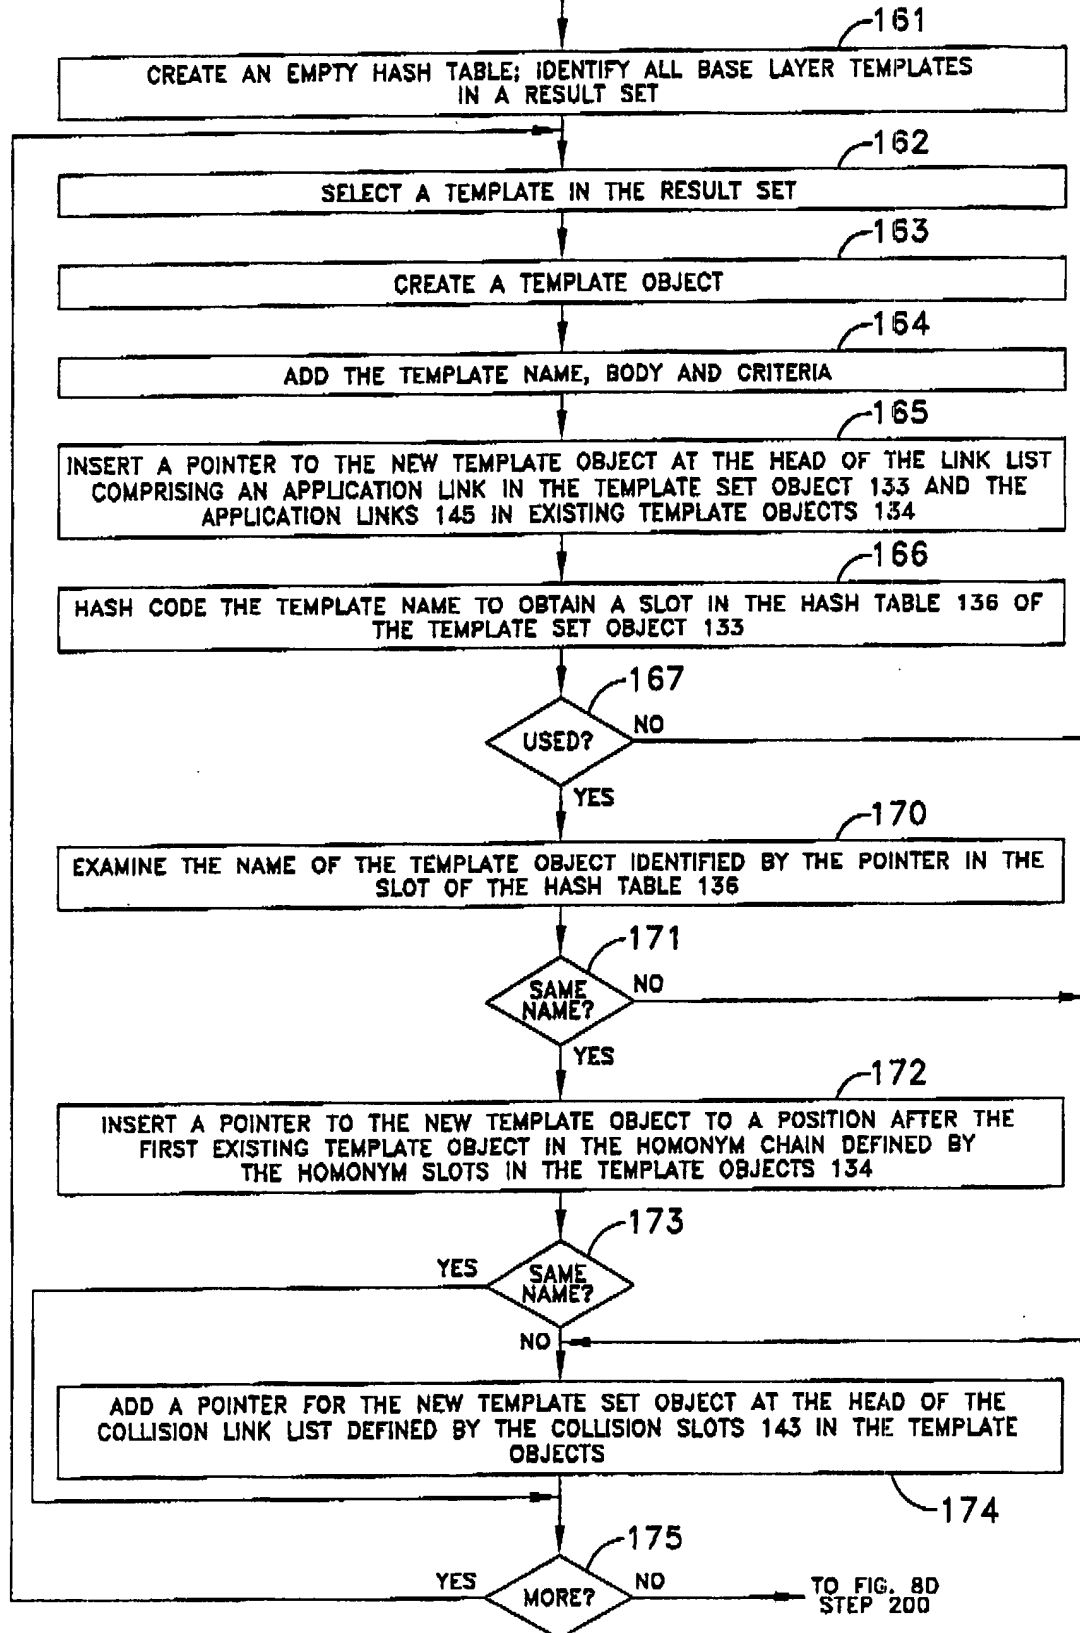 161
CREATE AN EMPTY HASH TABLE; IDENTIFY ALL BASE LAYER TEMPLATES
IN A RESULT SET
162
SELECT A TEMPLATE IN THE RESULT SET
163
CREATE A TEMPLATE OBJECT
164
ADD THE TEMPLATE NAME, BODY AND CRITERIA
165
INSERT A POINTER TO THE NEW TEMPLATE OBJECT AT THE HEAD OF THE LINK LIST
COMPRISING AN APPLICATION LINK IN THE TEMPLATE SET OBJECT 133 AND THE
APPLICATION LINKS 145 IN EXISTING TEMPLATE OBJECTS 134
166
HASH CODE THE TEMPLATE NAME TO OBTAIN A SLOT IN THE HASH TABLE 136 OF
THE TEMPLATE SET OBJECT 133
167
USED?
NO
YES
170
EXAMINE THE NAME OF THE TEMPLATE OBJECT IDENTIFIED BY THE POINTER IN THE
SLOT OF THE HASH TABLE 136
171
SAME
NAME?
NO
YES
172
INSERT A POINTER TO THE NEW TEMPLATE OBJECT TO A POSITION AFTER THE
FIRST EXISTING TEMPLATE OBJECT IN THE HOMONYM CHAIN DEFINED BY
THE HOMONYM SLOTS IN THE TEMPLATE OBJECTS 134
173
YES
SAME
NAME?
NO
ADD A POINTER FOR THE NEW TEMPLATE SET OBJECT AT THE HEAD OF THE
COLLISION LINK LIST DEFINED BY THE COLLISION SLOTS 143 IN THE TEMPLATE
OBJECTS
174
175
YES
MORE?
NO
TO FIG. 8D
STEP 200